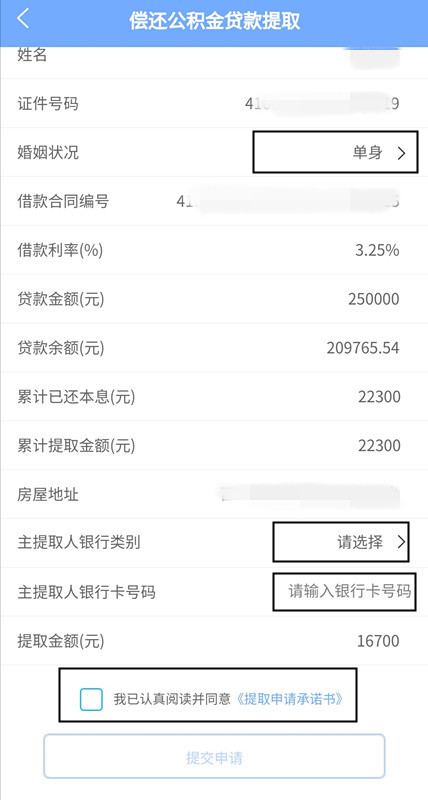 偿还公积金贷款提取
姓名
证件号码 41 9
婚姻状况 单身
借款合同编号 41
借款利率(%) 3.25%
贷款金额(元) 250000
贷款余额(元) 209765.54
累计已还本息(元) 22300
累计提取金额(元) 22300
房屋地址
主提取人银行类别 请选择
主提取人银行卡号码 请输入银行卡号码
提取金额(元) 16700
我已认真阅读并同意《提取申请承诺书》
提交申请